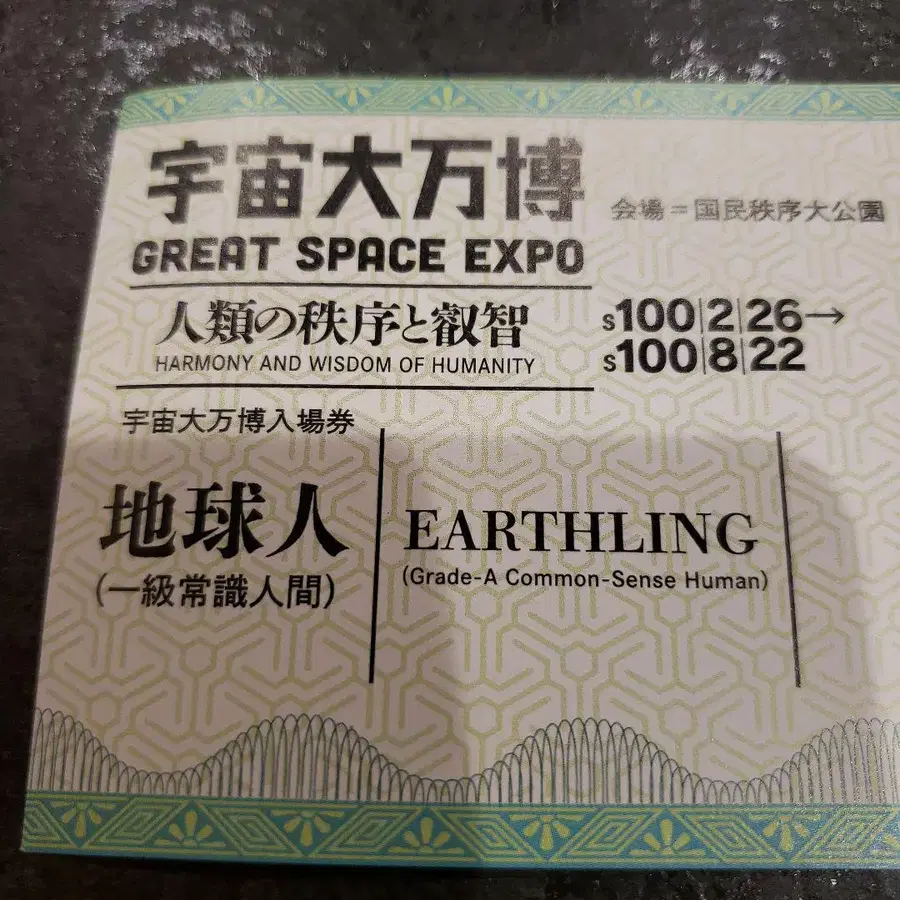 宇宙大万博
GREAT SPACE EXPO
会場=国民秩序大公園
人類の秩序と叡智
HARMONY AND WISDOM OF HUMANITY
S100|2|26→
S100|8|22
宇宙大万博入場券
地球人
(一級常識人間)
EARTHLING
(Grade-A Common-Sense Human)